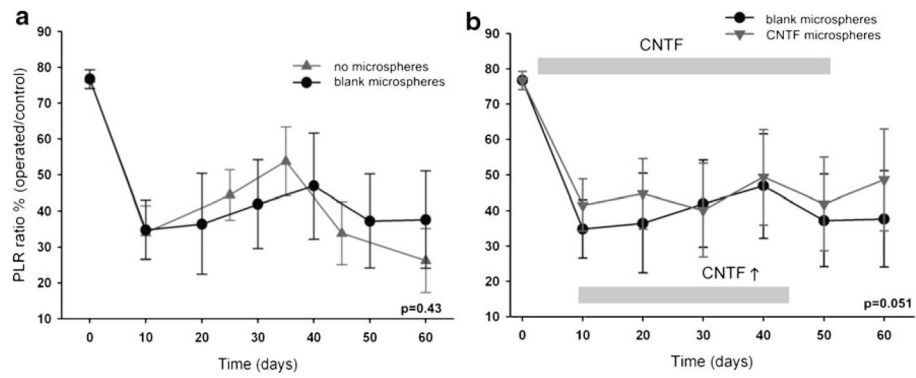 a
90
80
70
60
50
40
30
20
10
PLR ratio % (operated/control)
no microspheres
blank microspheres
p=0.43
0 10 20 30 40 50 60
Time (days)
b
90
80
70
60
50
40
30
20
10
blank microspheres
CNTF microspheres
CNTF
CNTF ↑
p=0.051
0 10 20 30 40 50 60
Time (days)